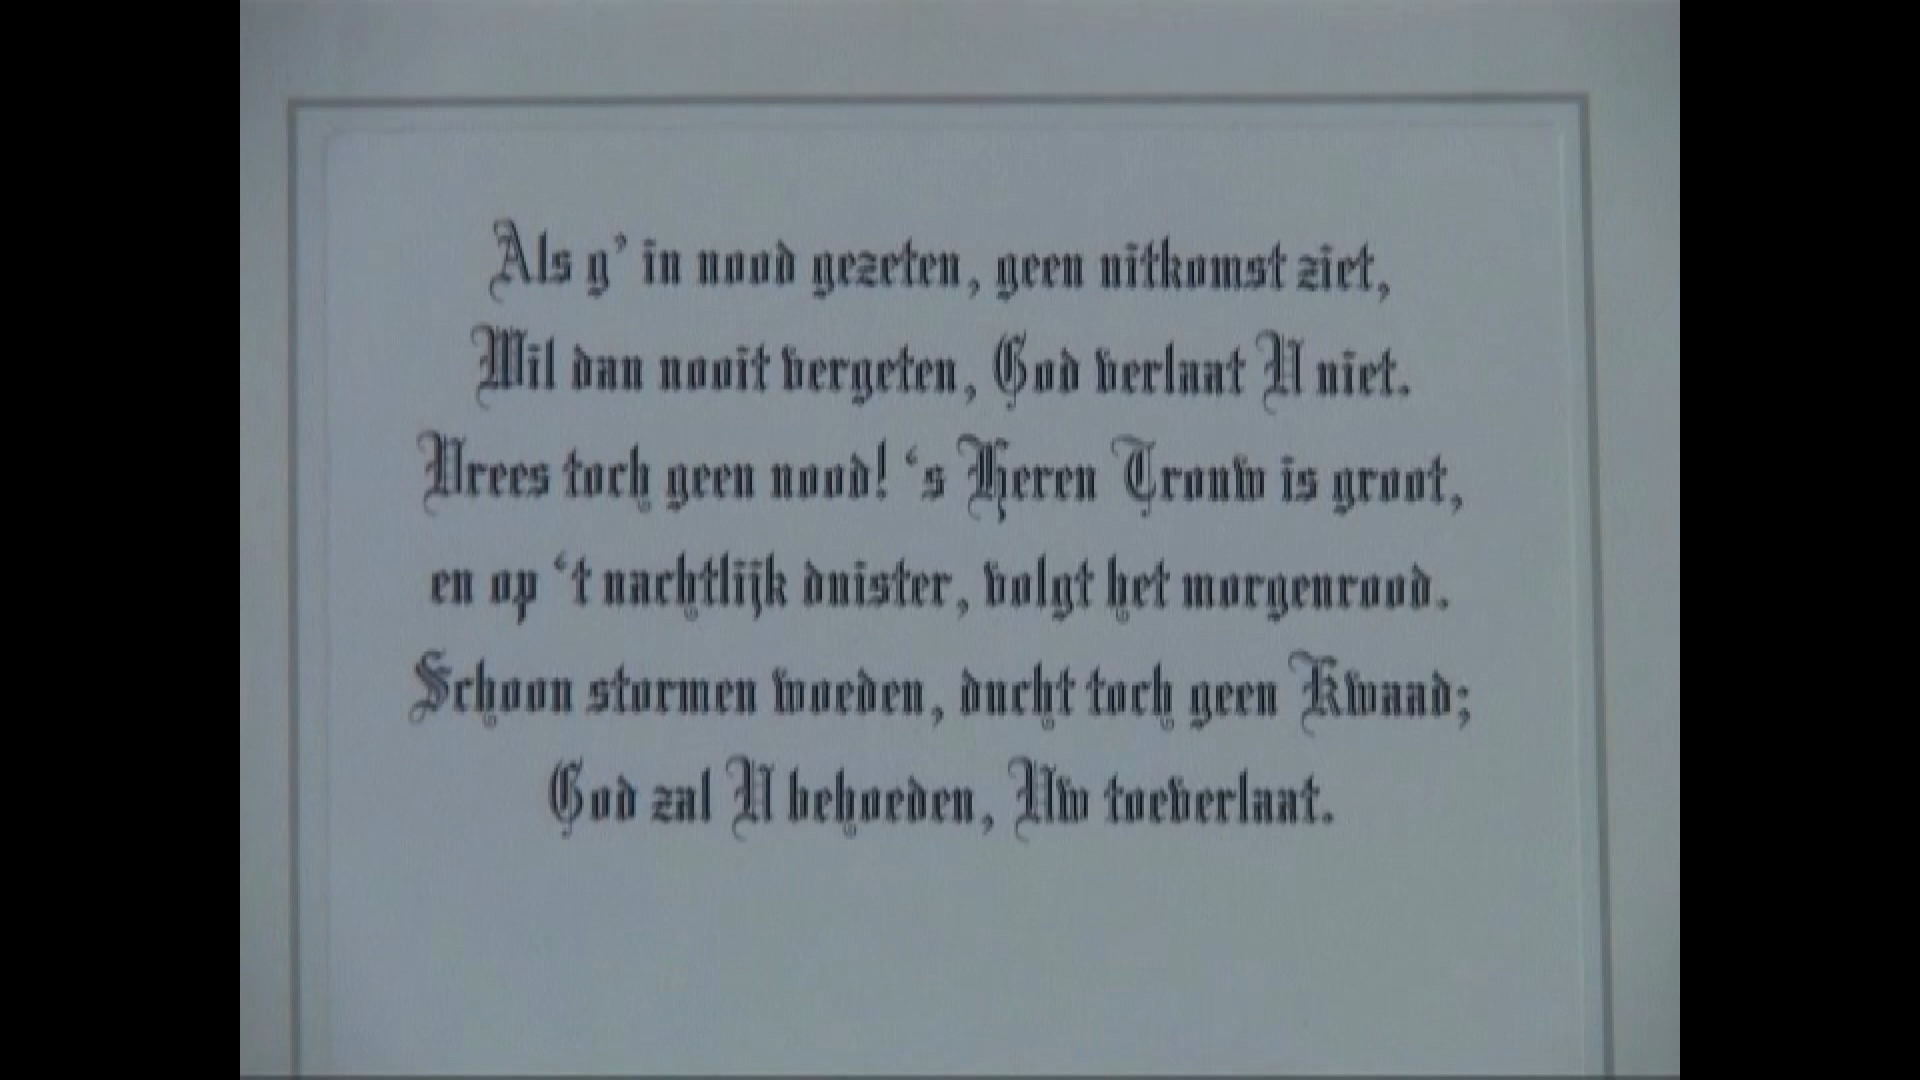 Als g’ in nood gezeten, geen uitkomst ziet,
Wil dan nooit vergeten, God verlaat U niet.
Vrees toch geen nood! ‘s Heren Trouw is groot,
en op ‘t nachtlijk duister, volgt het morgenrood.
Schoon stormen woeden, ducht toch geen Kwaad;
God zal U behoeden, Uw toeverlaat.